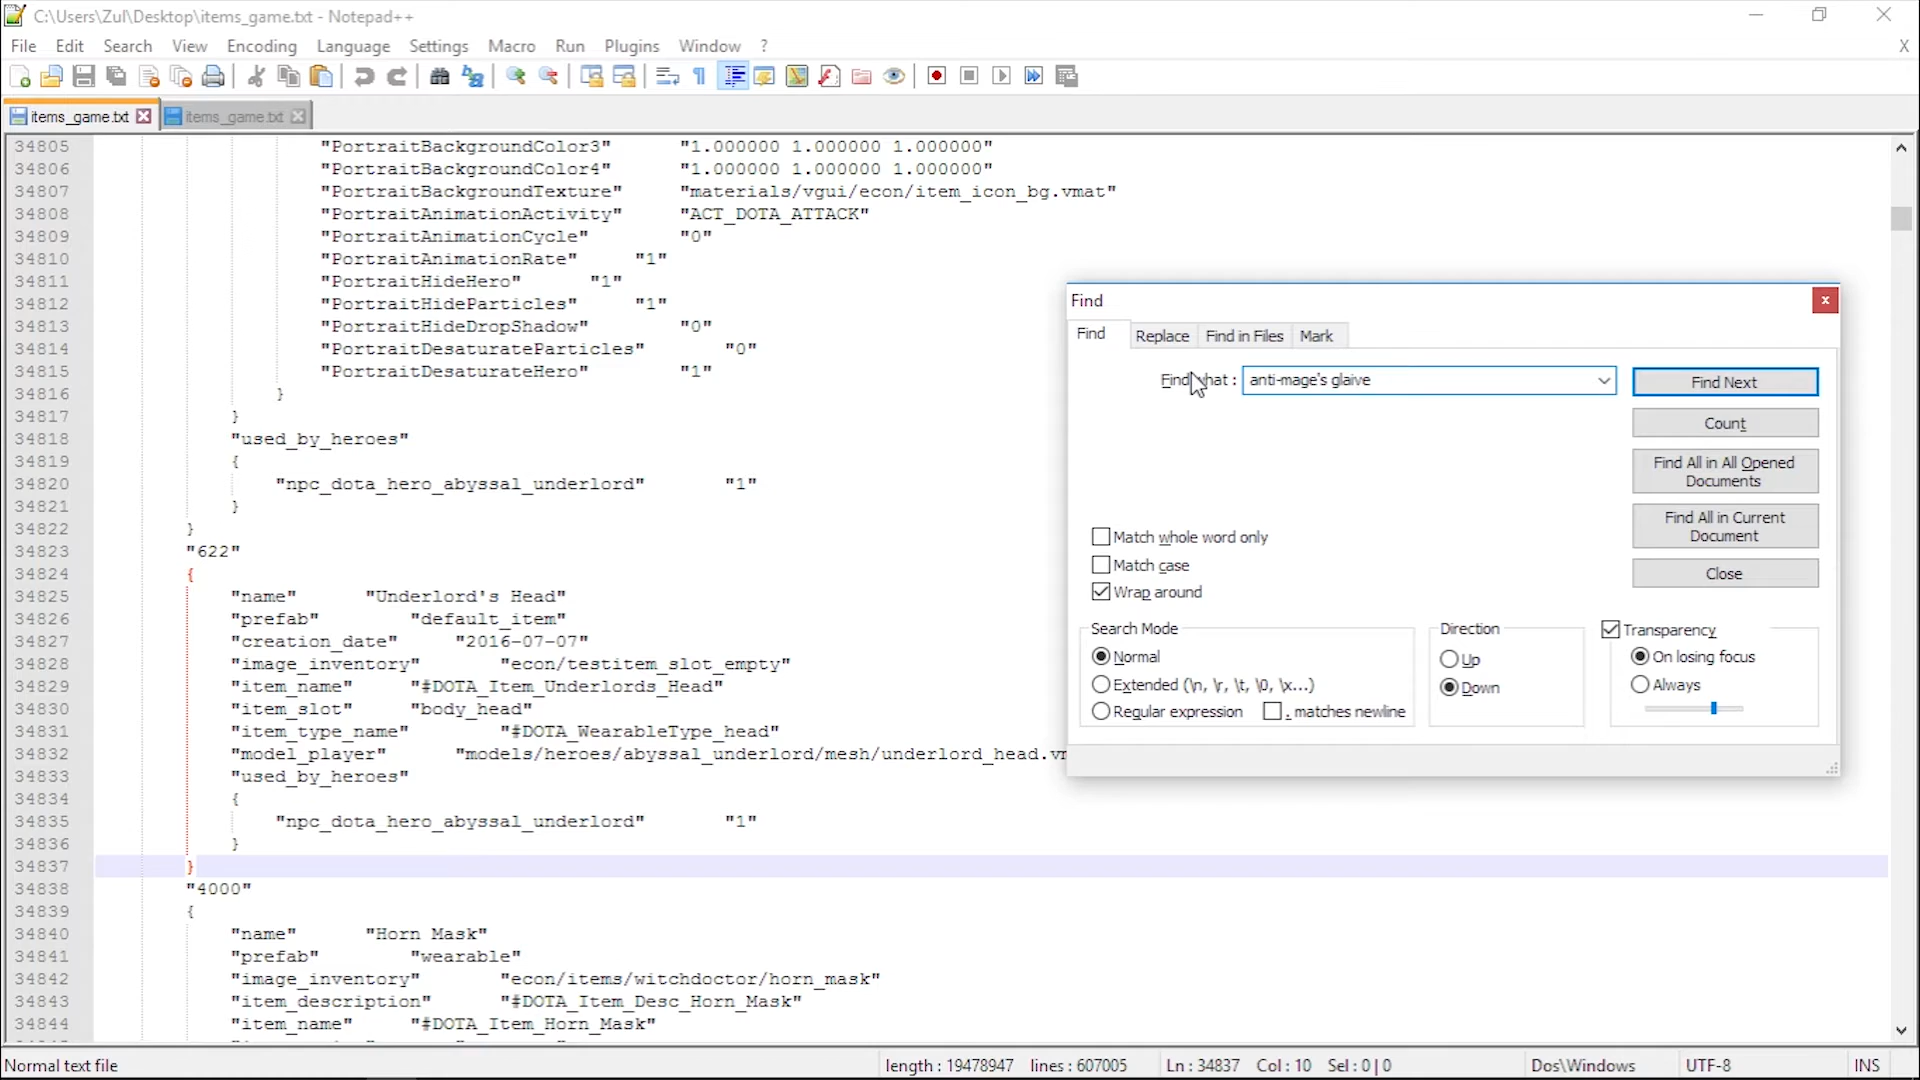 C:\Users\Zul\Desktop\items_game.txt - Notepad++
File Edit Search View Encoding Language Settings Macro Run Plugins Window ? X
items_game.txt items_game.txt
34805 "PortraitBackgroundColor3" "1.000000 1.000000 1.000000"
34806 "PortraitBackgroundColor4" "1.000000 1.000000 1.000000"
34807 "PortraitBackgroundTexture" "materials/vgui/econ/item_icon_bg.vmat"
34808 "PortraitAnimationActivity" "ACT_DOTA_ATTACK"
34809 "PortraitAnimationCycle" "0"
34810 "PortraitAnimationRate" "1"
34811 "PortraitHideHero" "1"
34812 "PortraitHideParticles" "1"
34813 "PortraitHideDropShadow" "0"
34814 "PortraitDesaturateParticles" "0"
34815 "PortraitDesaturateHero" "1"
34816 }
34817 }
34818 "used_by_heroes"
34819 {
34820 "npc_dota_hero_abyssal_underlord" "1"
34821 }
34822 }
34823 "622"
34824 {
34825 "name" "Underlord's Head"
34826 "prefab" "default_item"
34827 "creation_date" "2016-07-07"
34828 "image_inventory" "econ/testitem_slot_empty"
34829 "item_name" "#DOTA_Item_Underlords_Head"
34830 "item_slot" "body_head"
34831 "item_type_name" "#DOTA_WearableType_head"
34832 "model_player" "models/heroes/abyssal_underlord/mesh/underlord_head.vm
34833 "used_by_heroes"
34834 {
34835 "npc_dota_hero_abyssal_underlord" "1"
34836 }
34837 }
34838 "4000"
34839 {
34840 "name" "Horn Mask"
34841 "prefab" "wearable"
34842 "image_inventory" "econ/items/witchdoctor/horn_mask"
34843 "item_description" "#DOTA_Item_Desc_Horn_Mask"
34844 "item_name" "#DOTA_Item_Horn_Mask"
Find
Find Replace Find in Files Mark
Find what : anti-mage's glaive
Find Next
Count
Find All in All Opened
Documents
Find All in Current
Document
Close
Match whole word only
Match case
Wrap around
Search Mode
Normal
Extended (\n, \r, \t, \0, \x...)
Regular expression . matches newline
Direction
Up
Down
Transparency
On losing focus
Always
Normal text file length : 19478947 lines : 607005 Ln : 34837 Col : 10 Sel : 0 | 0 Dos\Windows UTF-8 INS